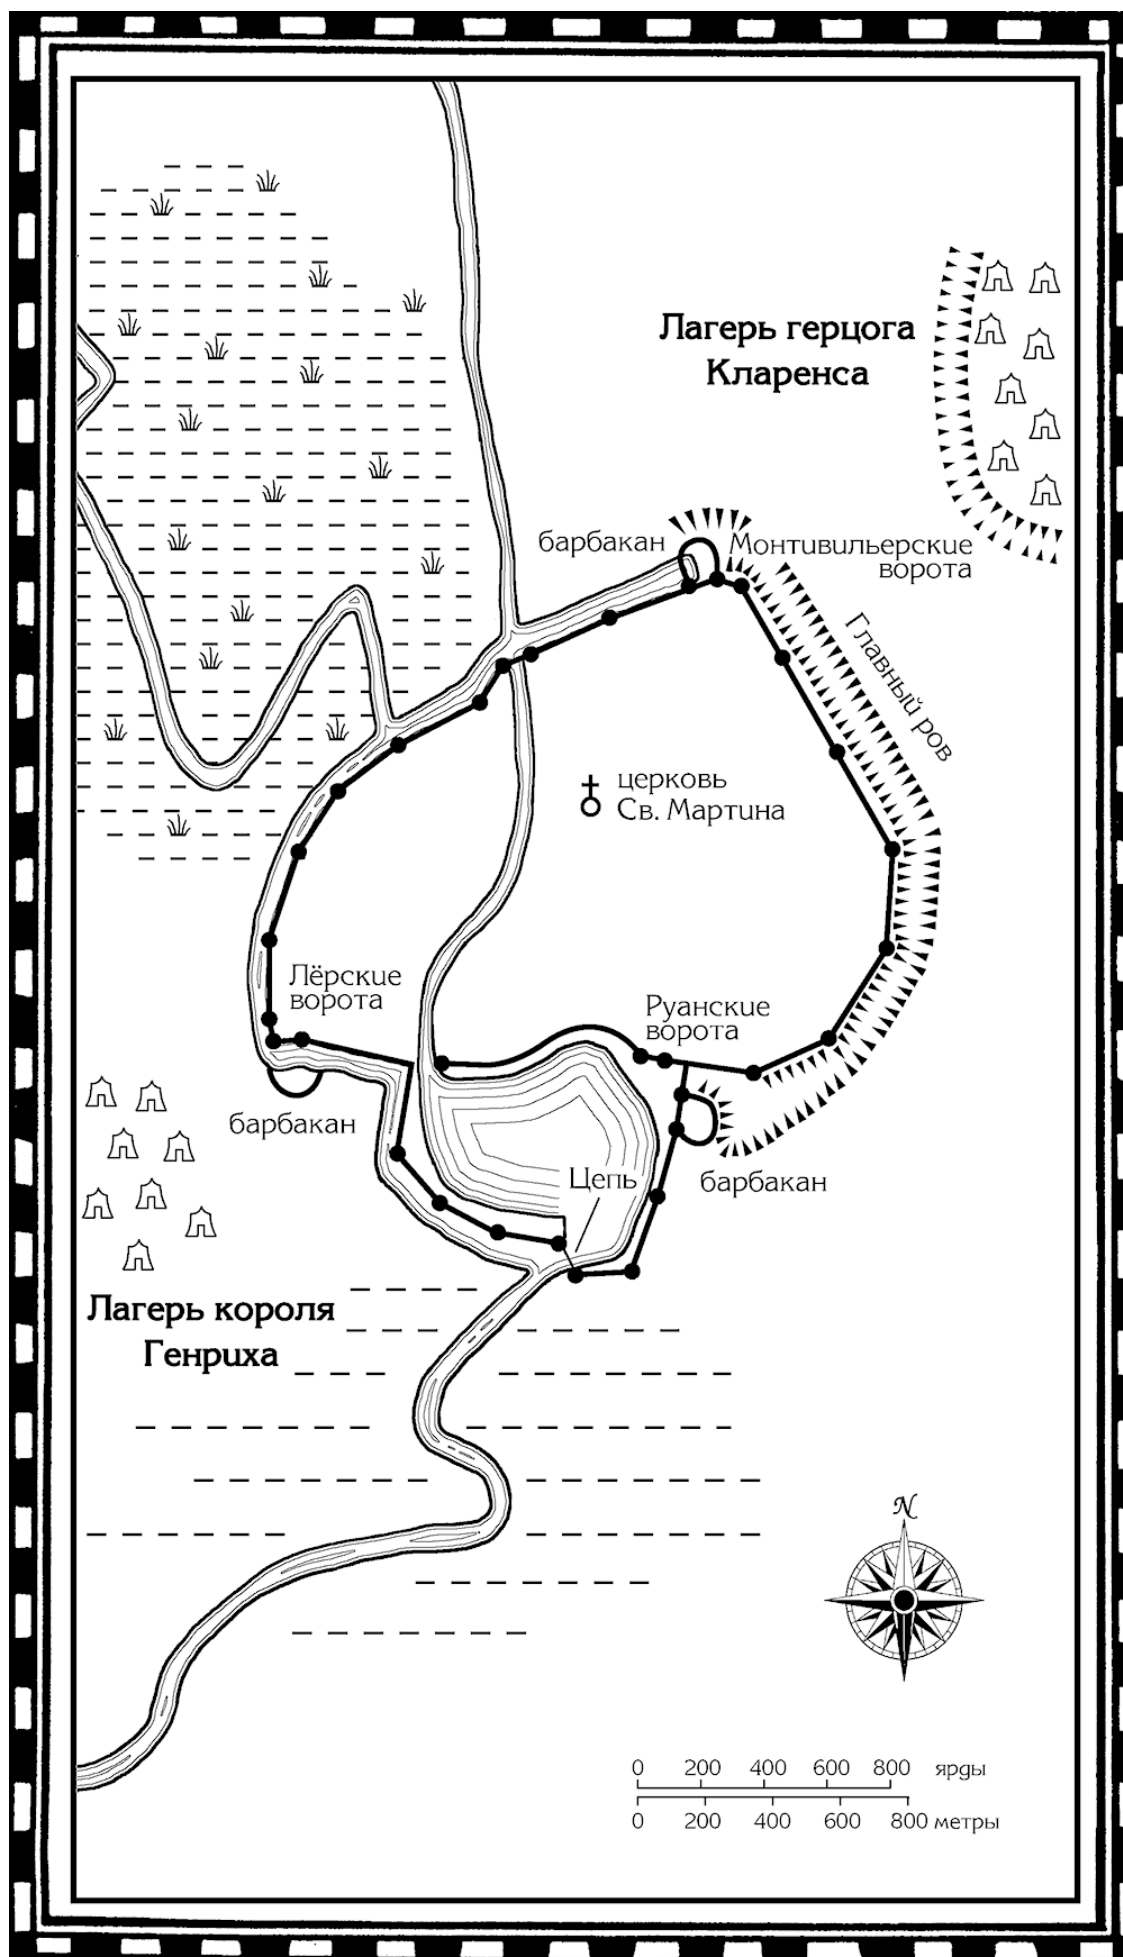 Лагерь герцога
Кларенса
барбакан
Монтивильерские
ворота
Главный ров
церковь
Св. Мартина
Лёрские
ворота
Руанские
ворота
барбакан
Цепь
барбакан
Лагерь короля
Генриха
N
0 200 400 600 800 ярды
0 200 400 600 800 метры